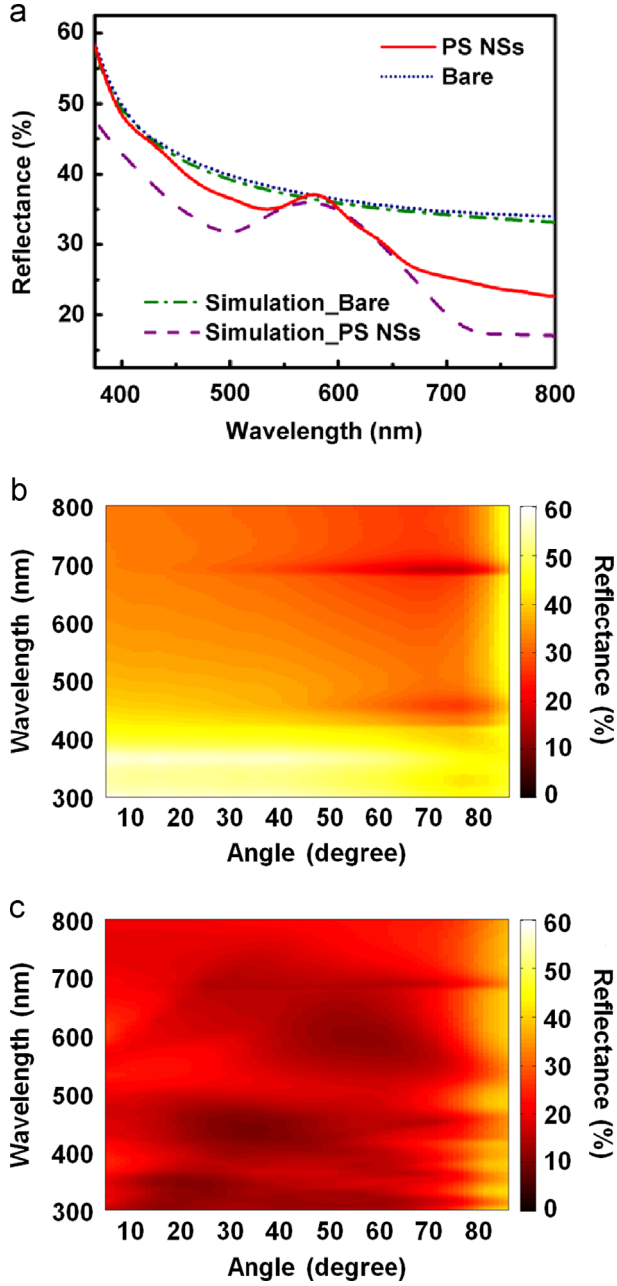 a
60
50
40
30
20
Reflectance (%)
PS NSs
Bare
Simulation_Bare
Simulation_PS NSs
400 500 600 700 800
Wavelength (nm)
b
800
700
600
500
400
300
Wavelength (nm)
10 20 30 40 50 60 70 80
Angle (degree)
60
50
40
30
20
10
0
Reflectance (%)
c
800
700
600
500
400
300
Wavelength (nm)
10 20 30 40 50 60 70 80
Angle (degree)
60
50
40
30
20
10
0
Reflectance (%)